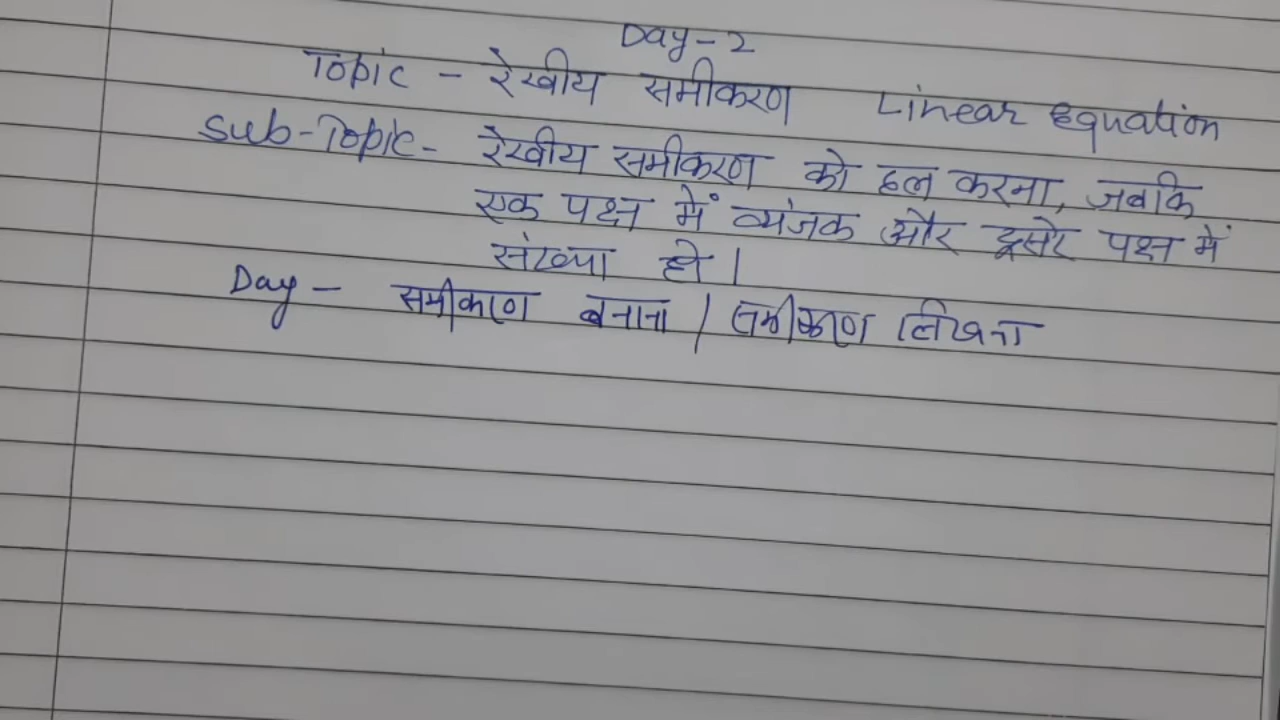 Day - 2
Topic - रेखीय समीकरण Linear Equation
Sub-Topic - रेखीय समीकरण को हल करना, जबकि
एक पक्ष में व्यंजक और दूसरे पक्ष में
संख्या हो।
Day - समीकरण बनाना / समीकरण लिखना